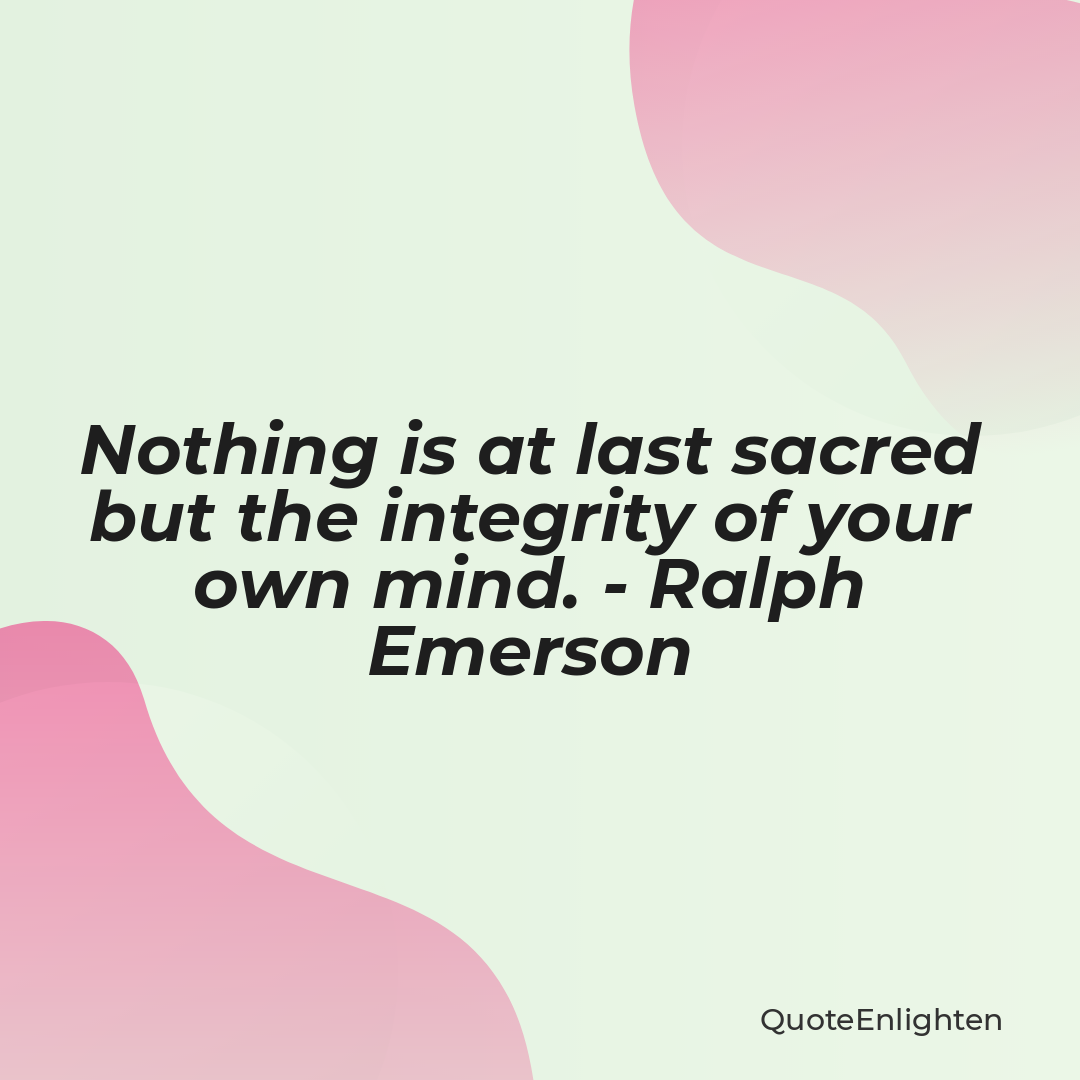 Nothing is at last sacred
but the integrity of your
own mind. - Ralph
Emerson
QuoteEnlighten